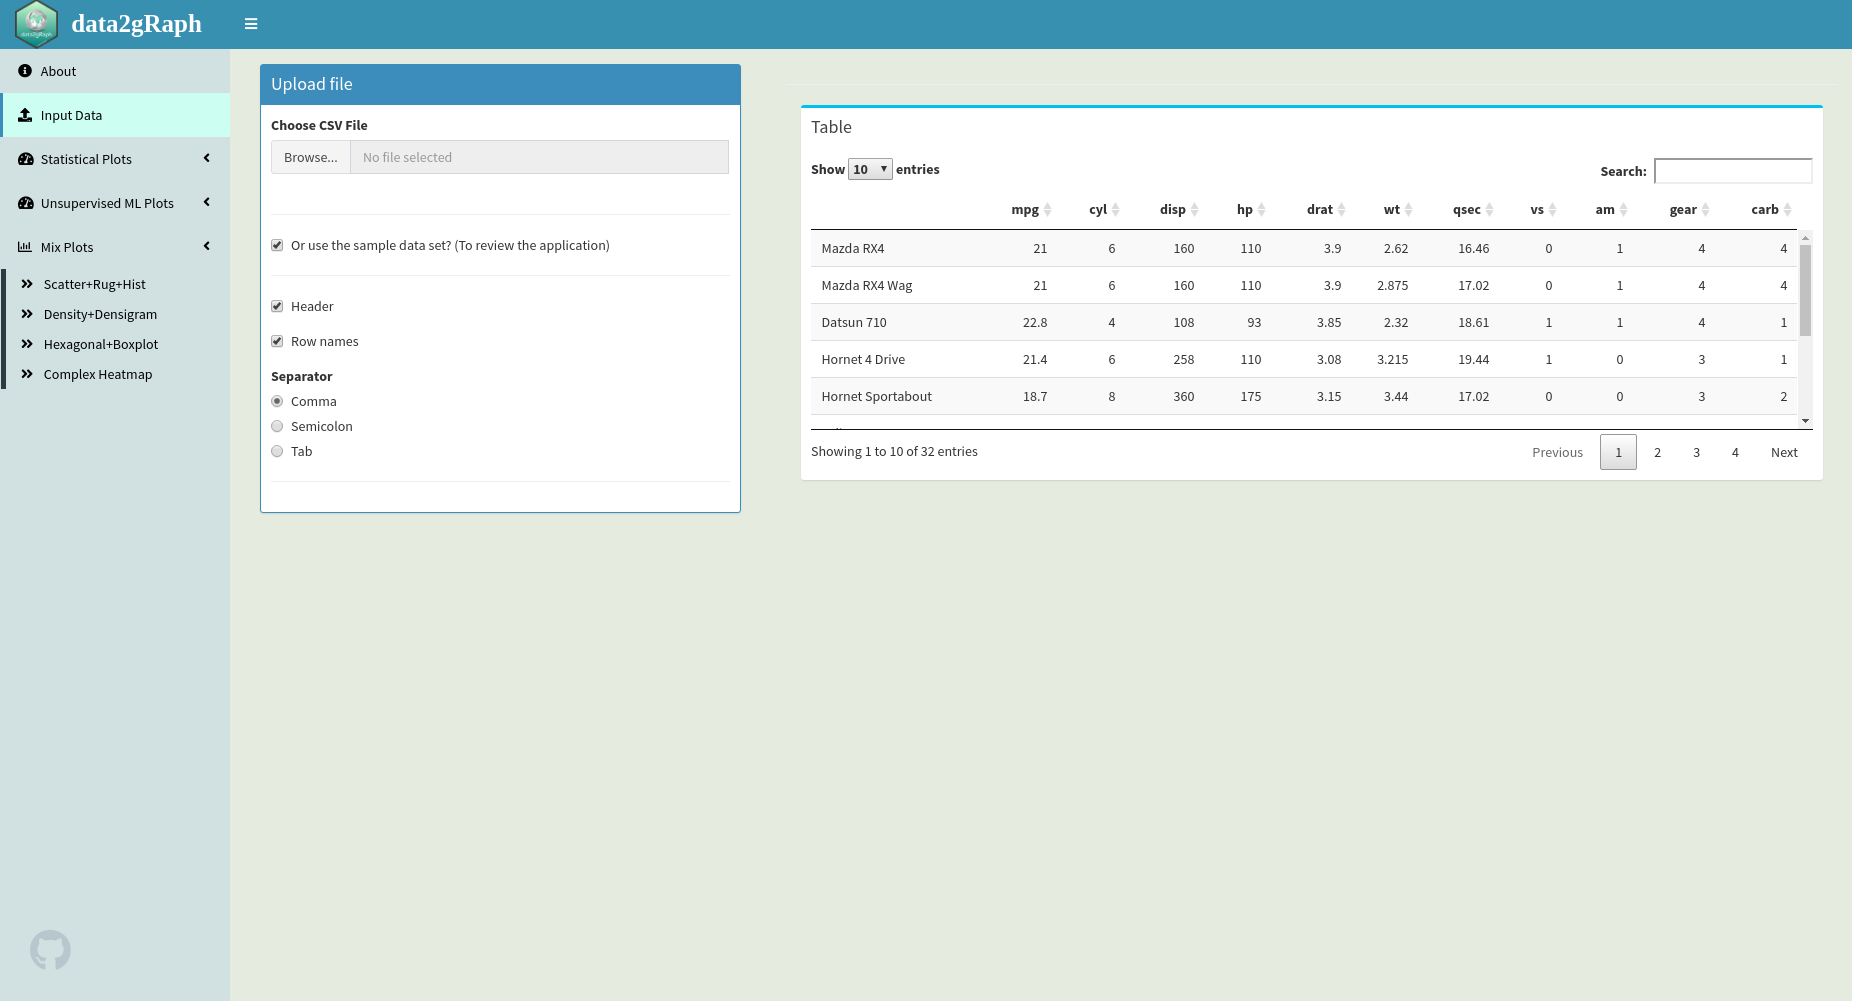 data2gRaph
About
Input Data
Statistical Plots
Unsupervised ML Plots
Mix Plots
Scatter+Rug+Hist
Density+Densigram
Hexagonal+Boxplot
Complex Heatmap
Upload file
Choose CSV File
Browse... No file selected
Or use the sample data set? (To review the application)
Header
Row names
Separator
Comma
Semicolon
Tab
Table
Show 10 entries Search:
mpg cyl disp hp drat wt qsec vs am gear carb
Mazda RX4 21 6 160 110 3.9 2.62 16.46 0 1 4 4
Mazda RX4 Wag 21 6 160 110 3.9 2.875 17.02 0 1 4 4
Datsun 710 22.8 4 108 93 3.85 2.32 18.61 1 1 4 1
Hornet 4 Drive 21.4 6 258 110 3.08 3.215 19.44 1 0 3 1
Hornet Sportabout 18.7 8 360 175 3.15 3.44 17.02 0 0 3 2
Showing 1 to 10 of 32 entries Previous 1 2 3 4 Next